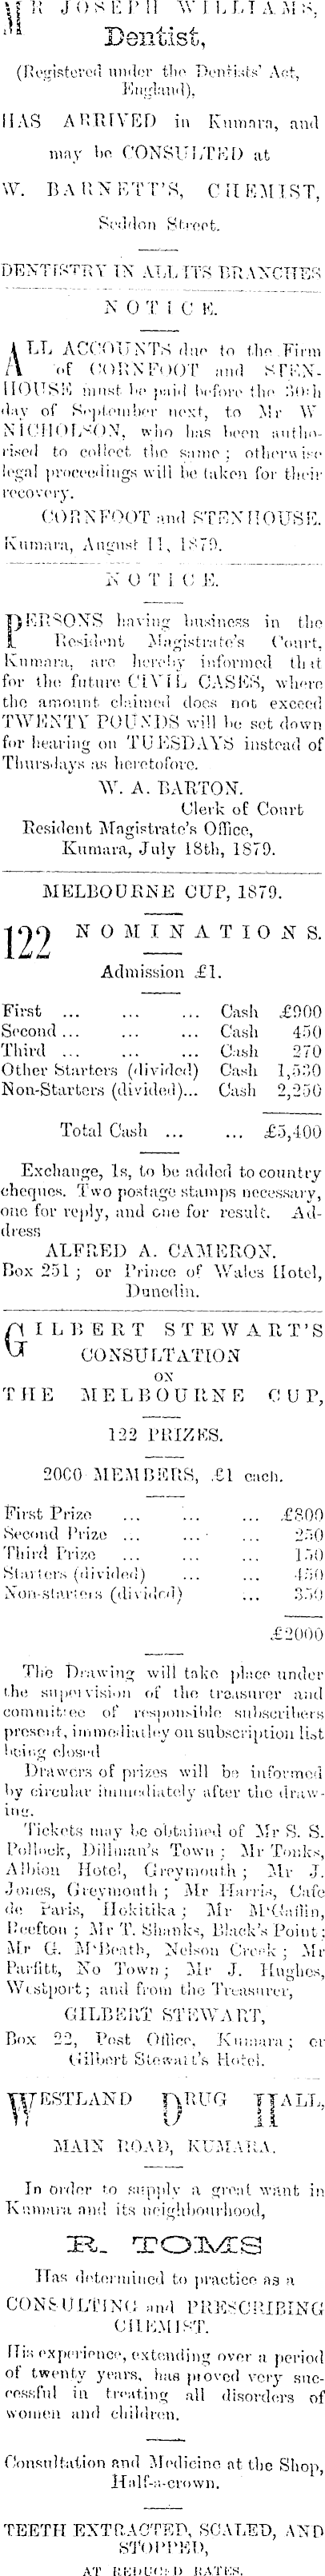 MR JOSEPH WILLIAMS,
Dentist,
(Registered under the Dentists' Act,
England),
HAS ARRIVED in Kumara, and
may be CONSULTED at
W. BARNETT'S, CHEMIST,
Seddon Street.
DENTISTRY IN ALL ITS BRANCHES
NOTICE.
ALL ACCOUNTS due to the Firm
of CORNFOOT and STEN-
HOUSE must be paid before the 30th
day of September next, to Mr W
NICHOLSON, who has been autho-
rised to collect the same; otherwise
legal proceedings will be taken for their
recovery.
CORNFOOT and STENHOUSE.
Kumara, August 11, 1879.
NOTICE.
PERSONS having business in the
Resident Magistrate's Court,
Kumara, are hereby informed that
for the future CIVIL CASES, where
the amount claimed does not exceed
TWENTY POUNDS will be set down
for hearing on TUESDAYS instead of
Thursdays as heretofore.
W. A. BARTON.
Clerk of Court
Resident Magistrate's Office,
Kumara, July 18th, 1879.
MELBOURNE CUP, 1879.
122 NOMINATIONS.
Admission £1.
First ... ... ... Cash £900
Second ... ... ... Cash 450
Third ... ... ... Cash 270
Other Starters (divided) Cash 1,530
Non-Starters (divided)... Cash 2,250
Total Cash ... ... £5,400
Exchange, 1s, to be added to country
cheques. Two postage stamps necessary,
one for reply, and one for result. Ad-
dress
ALFRED A. CAMERON.
Box 251; or Prince of Wales Hotel,
Dunedin.
GILBERT STEWART'S
CONSULTATION
ON
THE MELBOURNE CUP,
122 PRIZES.
2000 MEMBERS, £1 each.
First Prize ... ... ... £800
Second Prize ... ... ... 250
Third Prize ... ... ... 150
Starters (divided) ... ... 450
Non-starters (divided) ... 350
£2000
The Drawing will take place under
the supervision of the treasurer and
committee of responsible subscribers
present, immediatley on subscription list
being closed
Drawers of prizes will be informed
by circular immediately after the draw-
ing.
Tickets may be obtained of Mr S. S.
Pollock, Dillman's Town; Mr Tonks,
Albion Hotel, Greymouth; Mr J.
Jones, Greymouth; Mr Harris, Cafe
de Paris, Hokitika; Mr M'Gaffin,
Reefton; Mr T. Shanks, Black's Point;
Mr G. M'Beath, Nelson Creek; Mr
Parfitt, No Town; Mr J. Hughes,
Westport; and from the Treasurer,
GILBERT STEWART,
Box 22, Post Office, Kumara; or
Gilbert Stewart's Hotel.
WESTLAND DRUG HALL,
MAIN ROAD, KUMARA.
In order to supply a great want in
Kumara and its neighbourhood,
R. TOMS
Has determined to practice as a
CONSULTING and PRESCRIBING
CHEMIST.
His experience, extending over a period
of twenty years, has proved very suc-
cessful in treating all disorders of
women and children.
Consultation and Medicine at the Shop,
Half-a-crown.
TEETH EXTRACTED, SCALED, AND
STOPPED,
AT REDUCED RATES.